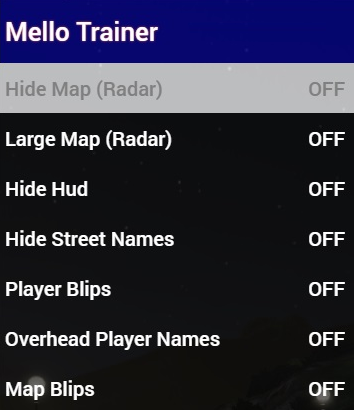 Mello Trainer
Hide Map (Radar) OFF
Large Map (Radar) OFF
Hide Hud OFF
Hide Street Names OFF
Player Blips OFF
Overhead Player Names OFF
Map Blips OFF